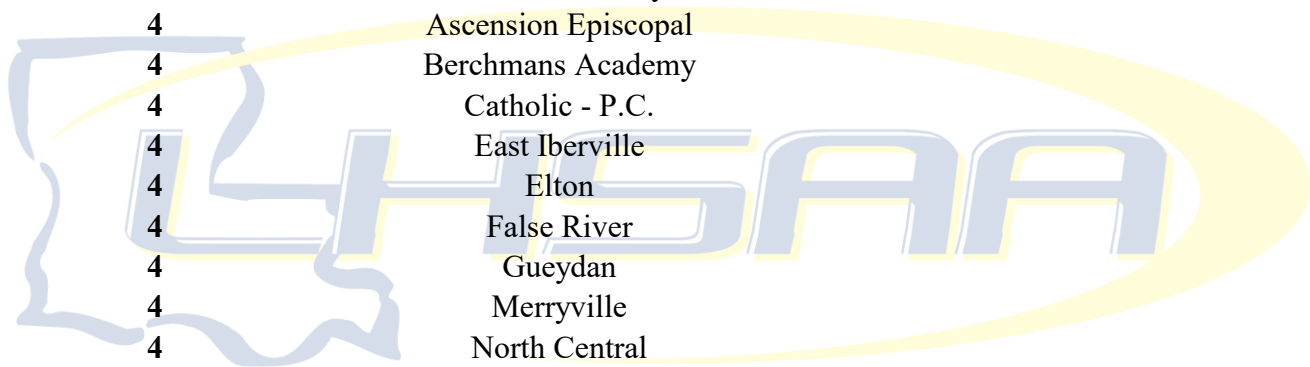 4 Ascension Episcopal
4 Berchmans Academy
4 Catholic - P.C.
4 East Iberville
4 Elton
4 False River
4 Gueydan
4 Merryville
4 North Central
LHSAA